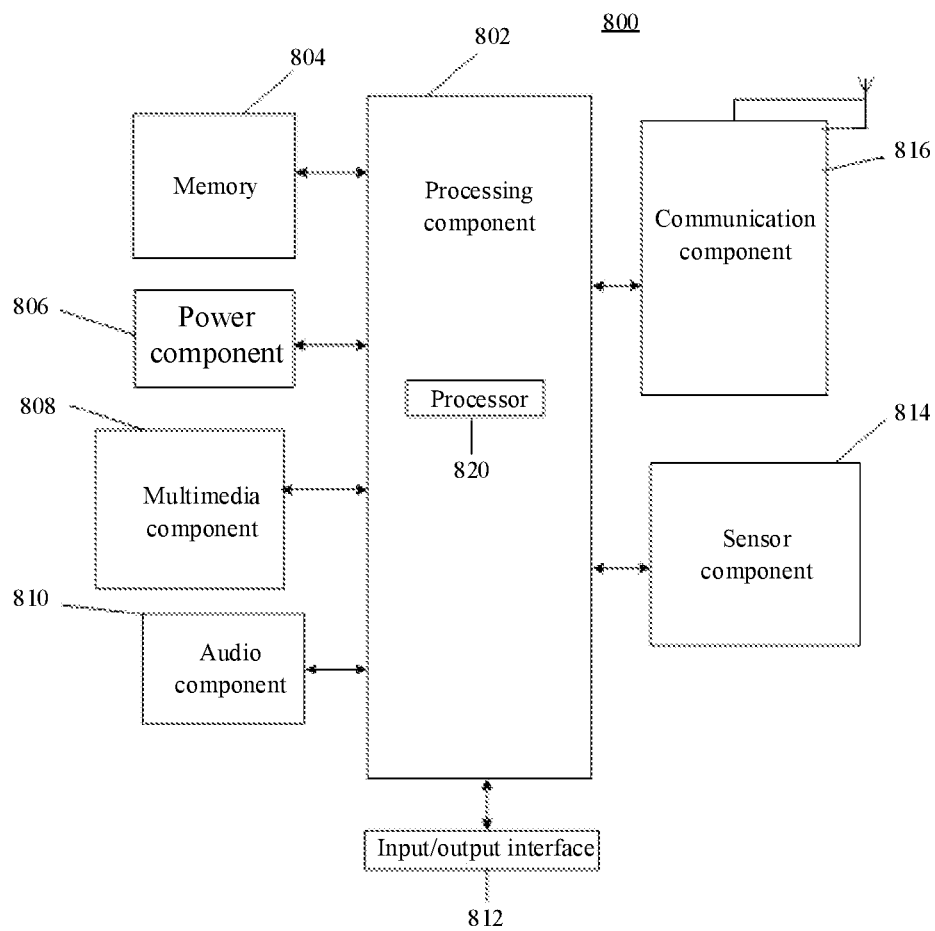 800
802
804
Memory
Processing
component
816
Communication
component
806
Power
component
Processor
820
808
Multimedia
component
814
Sensor
component
810
Audio
component
Input/output interface
812